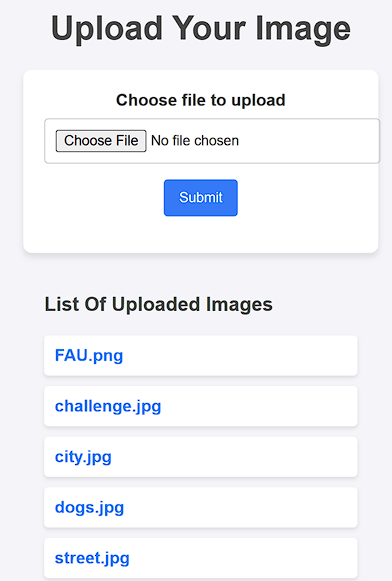 Upload Your Image
Choose file to upload
Choose File No file chosen
Submit
List Of Uploaded Images
FAU.png
challenge.jpg
city.jpg
dogs.jpg
street.jpg